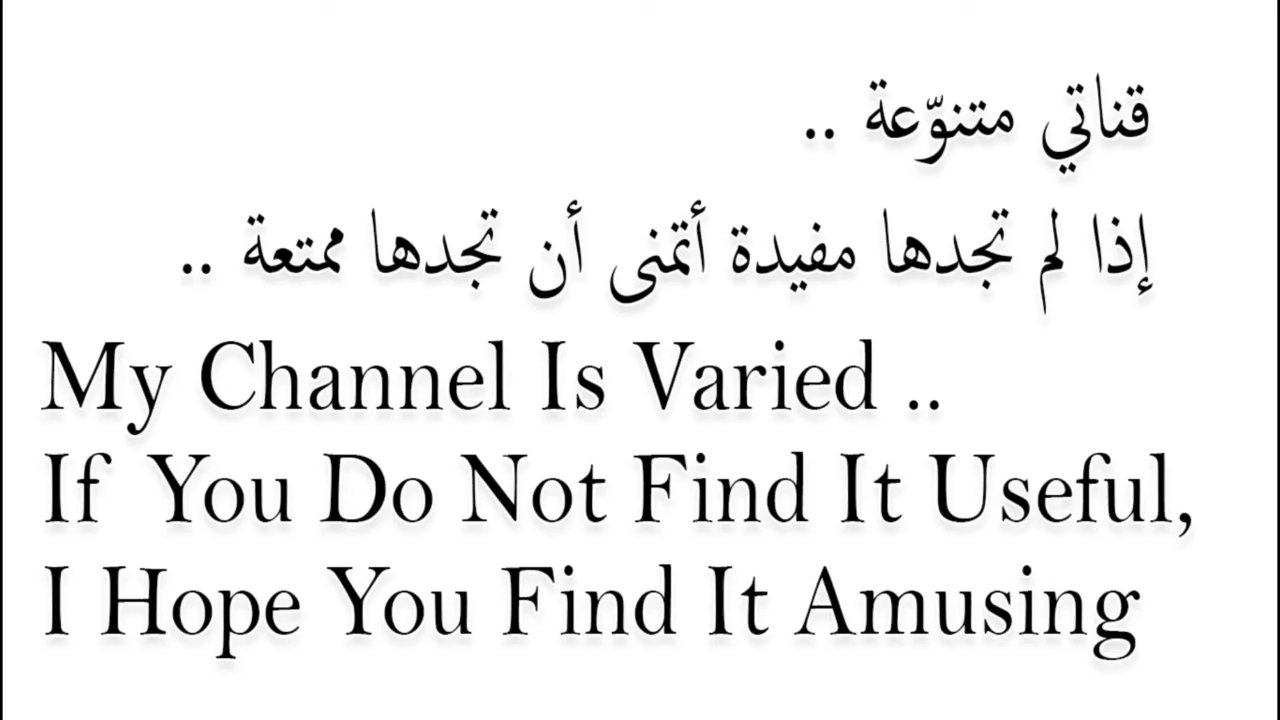 قناتي متنوّعة ..
إذا لم تجدها مفيدة أتمنى أن تجدها ممتعة ..
My Channel Is Varied ..
If You Do Not Find It Useful,
I Hope You Find It Amusing